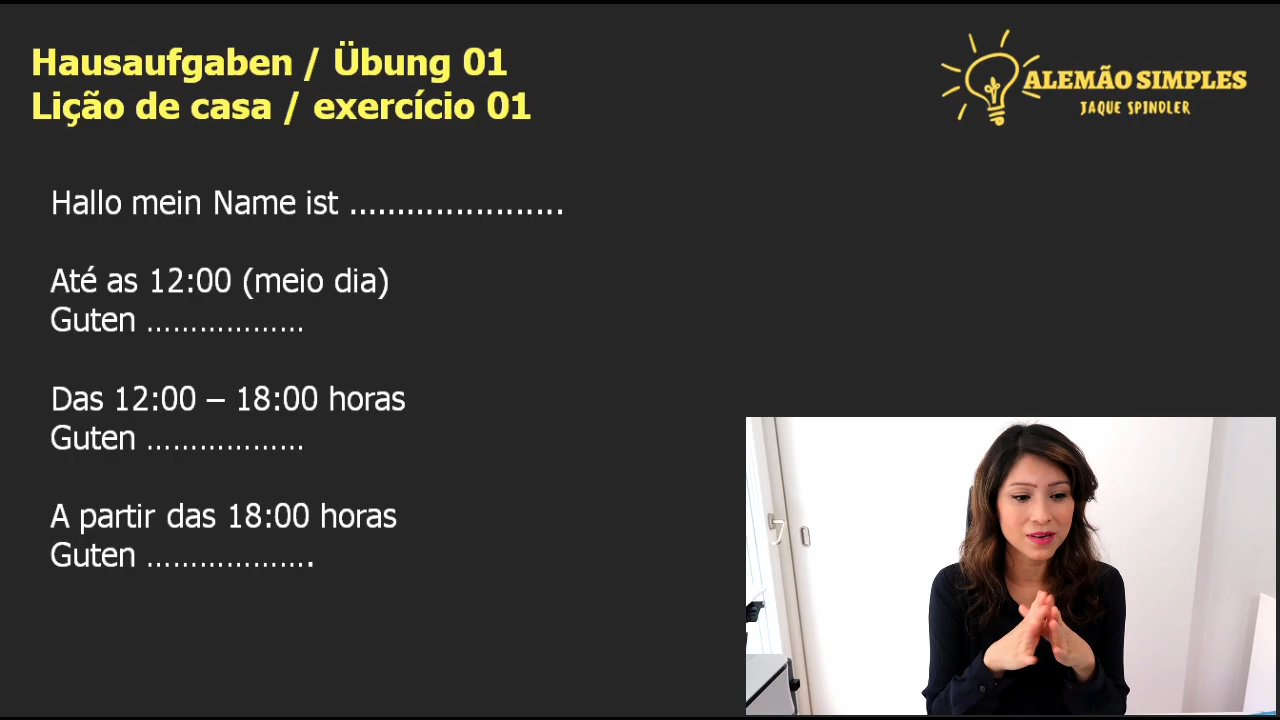 Hausaufgaben / Übung 01
Lição de casa / exercício 01
ALEMÃO SIMPLES
JAQUE SPINDLER
Hallo mein Name ist ......................
Até as 12:00 (meio dia)
Guten ………………
Das 12:00 – 18:00 horas
Guten ………………
A partir das 18:00 horas
Guten ……………….